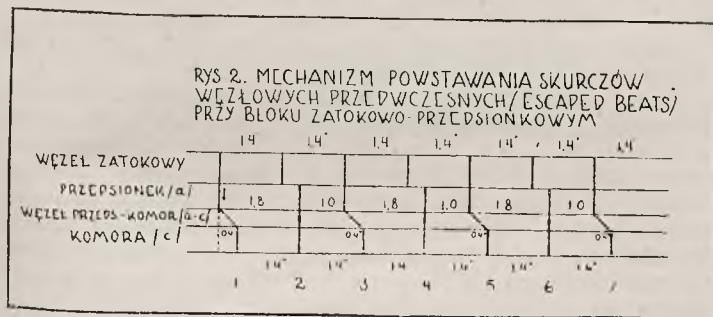 RYS 2. MECHANIZM POWSTAWANIA SKURCZÓW
WĘZŁOWYCH PRZEDWCZESNYCH/ESCAPED BEATS/
PRZY BLOKU ZATOKOWO-PRZEDSIONKOWYM
1.4 1.4" 1.4 1.4" 1.4" 1.4" 1.4
WĘZEŁ ZATOKOWY
PRZEDSIONEK/a/
1,8 1.0 1.8 1.0 1.8 1.0
WĘZEŁ PRZEDS-KOMOR/a-c/
KOMORA /c/
0.4 0.4" 0.4" 0.4
1.4" 1.4" 1.4 1.4" 1.4"
1 2 3 4 5 6